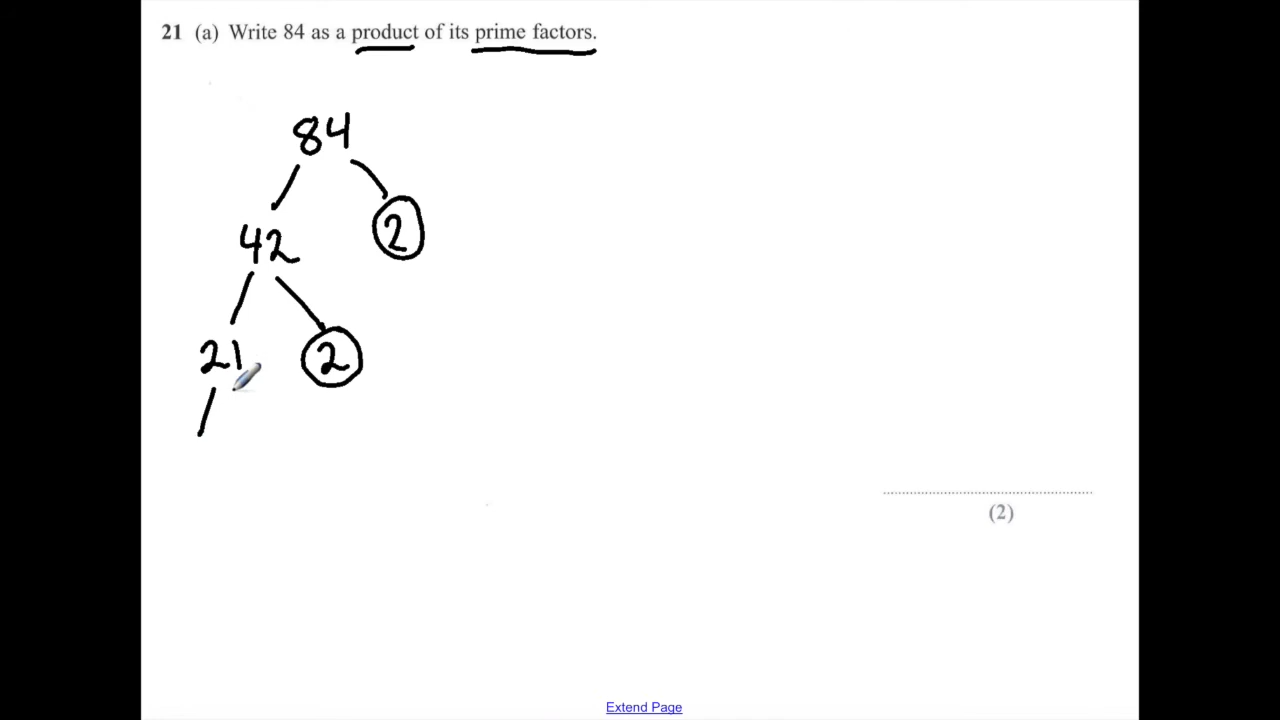 21 (a) Write 84 as a product of its prime factors.
84
42 2
21 2
(2)
Extend Page